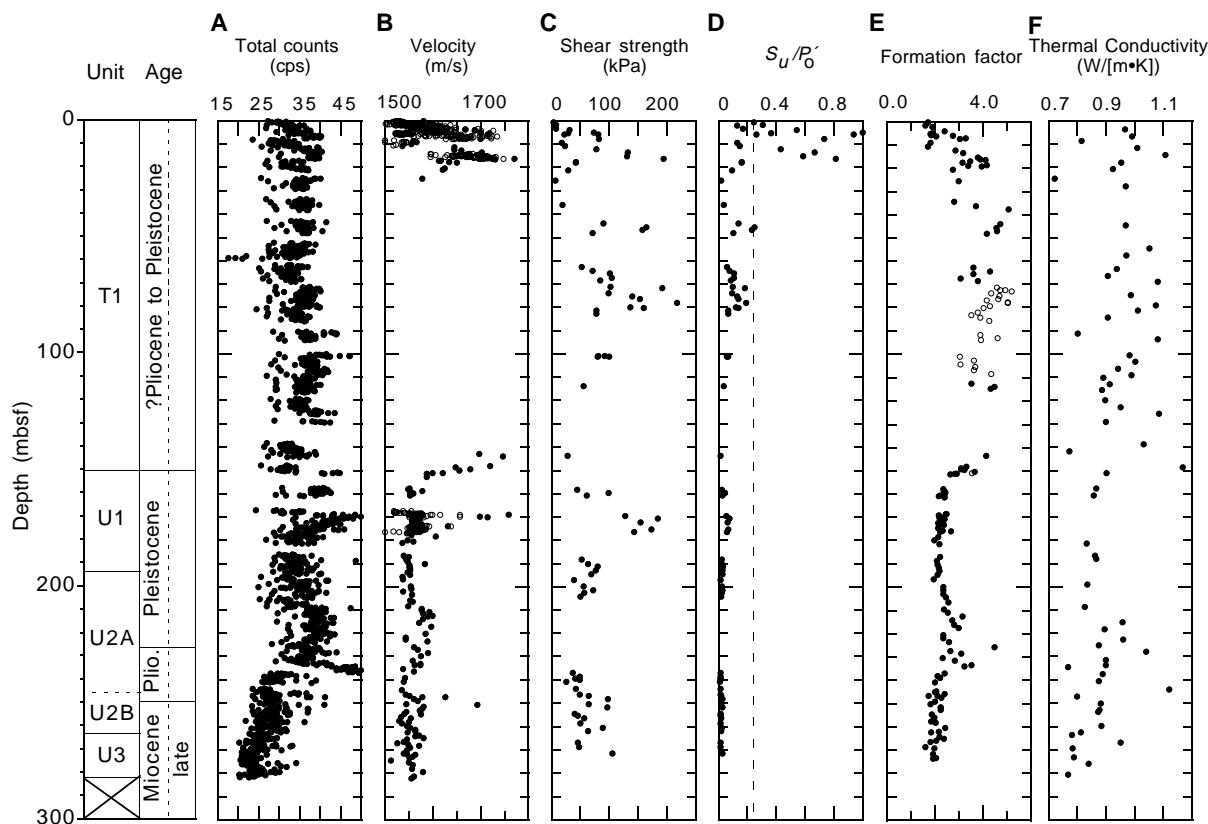 A B C D E F
Unit Age
Total counts
(cps)
Velocity
(m/s)
Shear strength
(kPa)
Su/Po´
Formation factor
Thermal Conductivity
(W/[m•K])
15 25 35 45
1500 1700
0 100 200
0 0.4 0.8
0.0 4.0
0.7 0.9 1.1
Depth (mbsf)
0
100
200
300
T1
U1
U2A
U2B
U3
?Pliocene to Pleistocene
Pleistocene
Plio.
Miocene
late